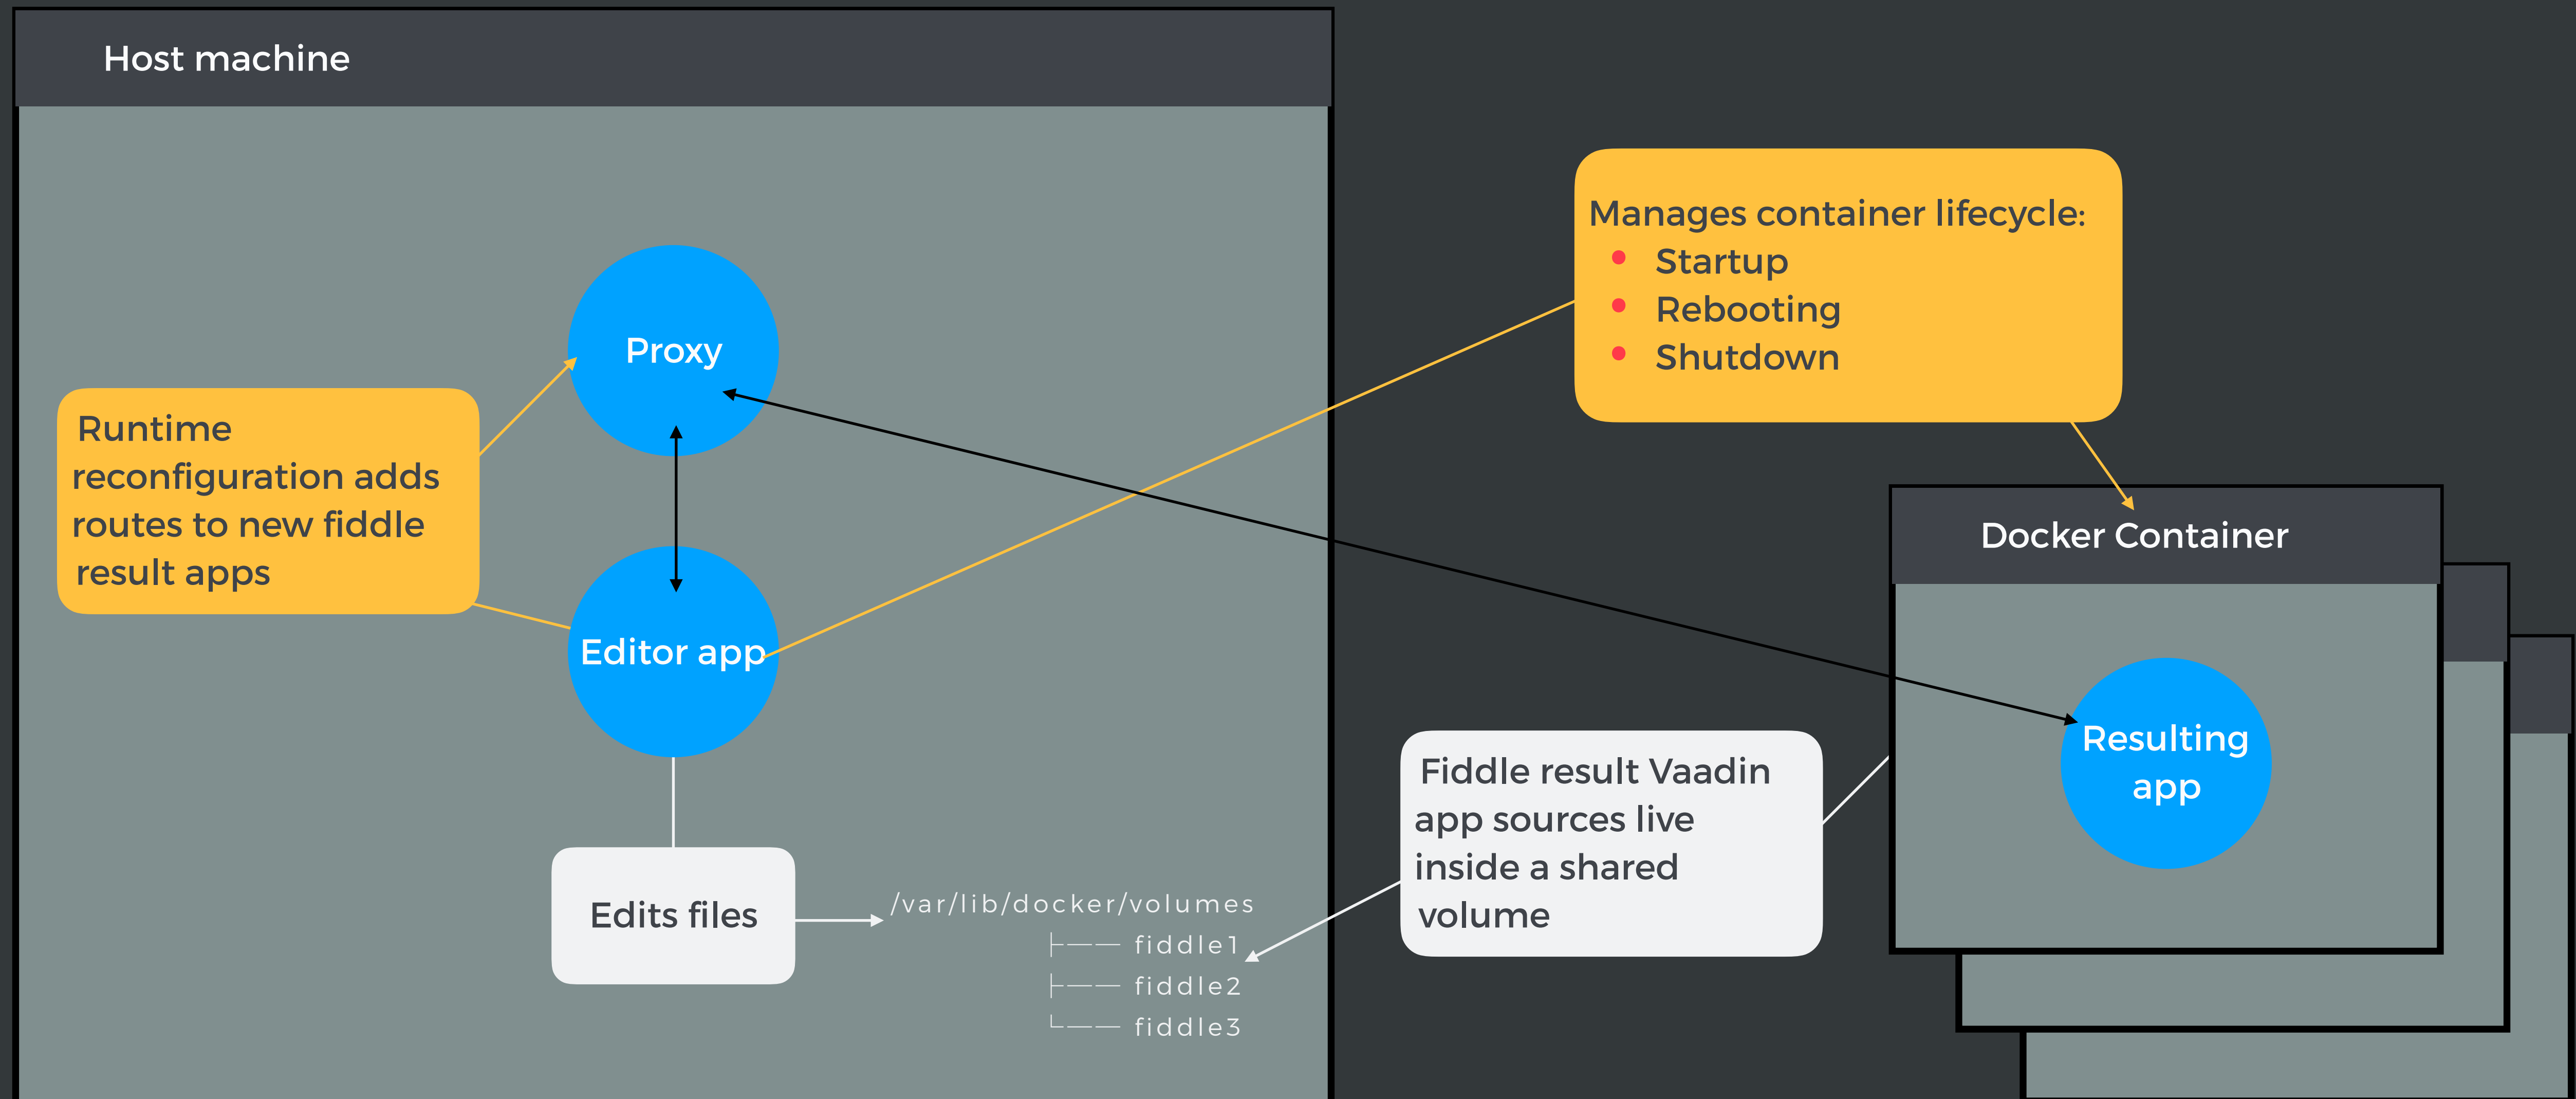 Host machine
Manages container lifecycle:
• Startup
• Rebooting
• Shutdown
Proxy
Runtime
reconfiguration adds
routes to new fiddle
result apps
Docker Container
Editor app
Resulting
app
Fiddle result Vaadin
app sources live
inside a shared
volume
Edits files
/var/lib/docker/volumes
├── fiddle1
├── fiddle2
└── fiddle3